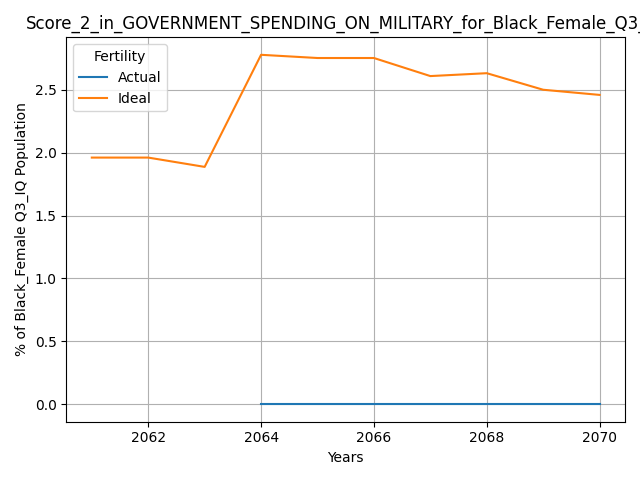 Score_2_in_GOVERNMENT_SPENDING_ON_MILITARY_for_Black_Female_Q3_
Fertility
Actual
Ideal
% of Black_Female Q3_IQ Population
2.5
2.0
1.5
1.0
0.5
0.0
2062 2064 2066 2068 2070
Years